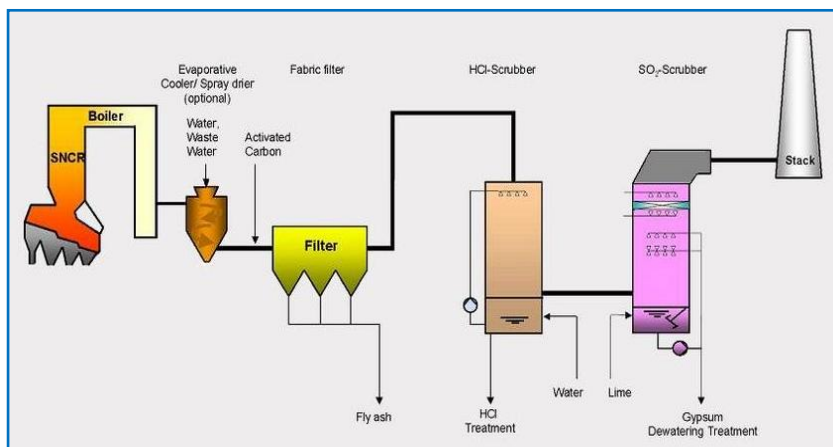 Evaporative
Cooler/ Spray drier
(optional)
Fabric filter
HCl-Scrubber
SO₂-Scrubber
Boiler
Water,
Waste
Water
Activated
Carbon
SNCR
Stack
Filter
Water
Lime
Fly ash
HCl
Treatment
Gypsum
Dewatering Treatment